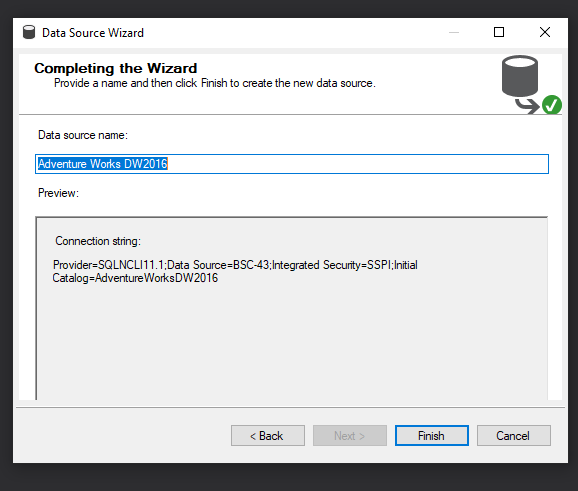 Data Source Wizard
Completing the Wizard
Provide a name and then click Finish to create the new data source.
Data source name:
Adventure Works DW2016
Preview:
Connection string:
Provider=SQLNCLI11.1;Data Source=BSC-43;Integrated Security=SSPI;Initial
Catalog=AdventureWorksDW2016
< Back Next > Finish Cancel